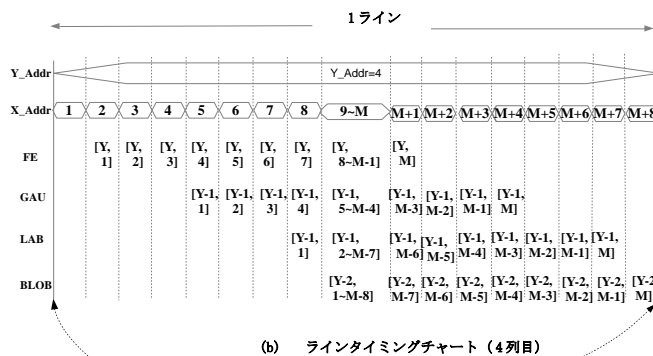 1ライン
Y_Addr Y_Addr=4
X_Addr 1 2 3 4 5 6 7 8 9~M M+1 M+2 M+3 M+4 M+5 M+6 M+7 M+8
FE [Y, 1] [Y, 2] [Y, 3] [Y, 4] [Y, 5] [Y, 6] [Y, 7] [Y, 8~M-1] [Y, M]
GAU [Y-1, 1] [Y-1, 2] [Y-1, 3] [Y-1, 4] [Y-1, 5~M-4] [Y-1, M-3] [Y-1, M-2] [Y-1, M-1] [Y-1, M]
LAB [Y-1, 1] [Y-1, 2~M-7] [Y-1, M-6] [Y-1, M-5] [Y-1, M-4] [Y-1, M-3] [Y-1, M-2] [Y-1, M-1] [Y-1, M]
BLOB [Y-2, 1~M-8] [Y-2, M-7] [Y-2, M-6] [Y-2, M-5] [Y-2, M-4] [Y-2, M-3] [Y-2, M-2] [Y-2, M-1] [Y-2, M]
(b) ラインタイミングチャート（4列目）